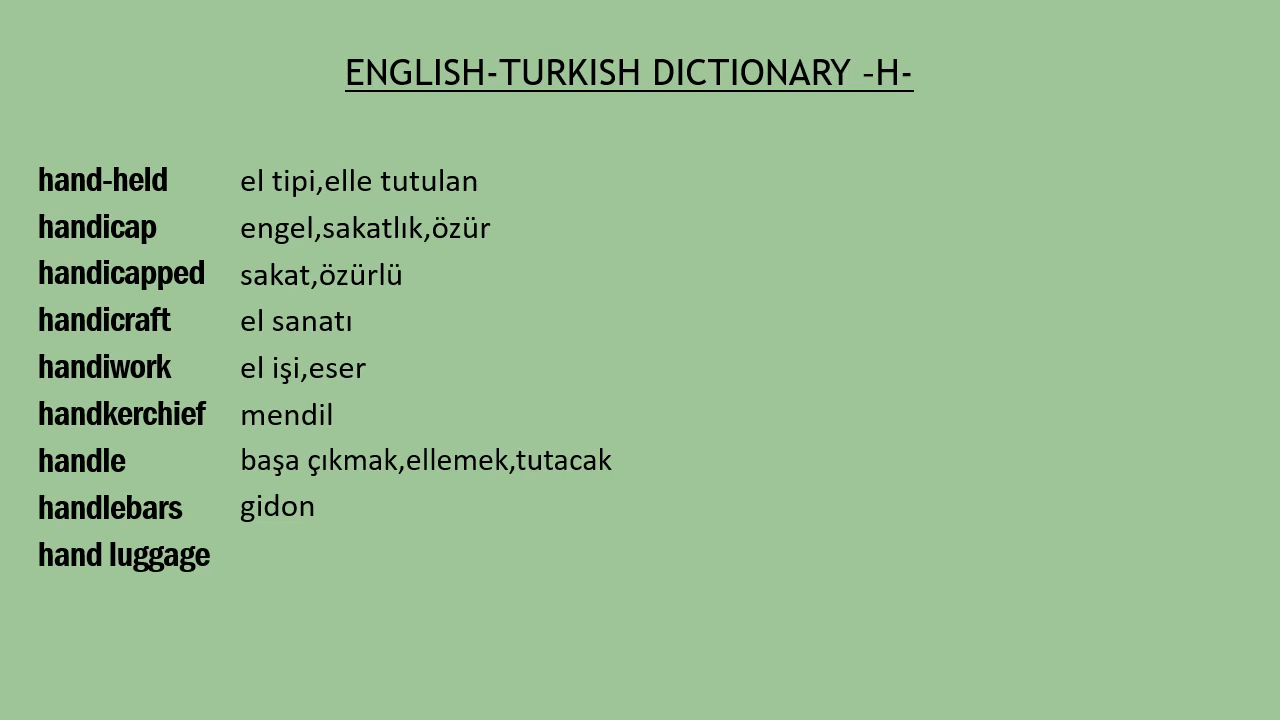 ENGLISH-TURKISH DICTIONARY -H-
hand-held el tipi,elle tutulan
handicap engel,sakatlık,özür
handicapped sakat,özürlü
handicraft el sanatı
handiwork el işi,eser
handkerchief mendil
handle başa çıkmak,ellemek,tutacak
handlebars gidon
hand luggage